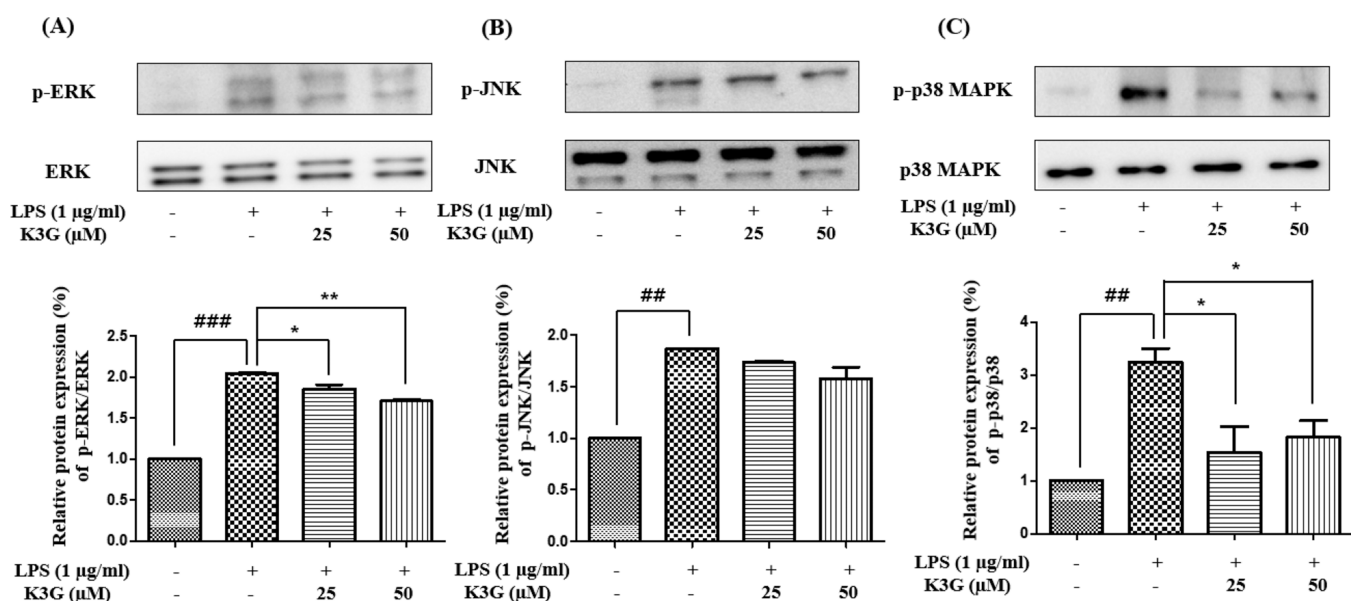 (A)
p-ERK
ERK
LPS (1 μg/ml) - + + +
K3G (μM) - - 25 50
Relative protein expression (%)
of p-ERK/ERK
2.5
2.0
1.5
1.0
0.5
0.0
###
*
**
LPS (1 μg/ml) - + + +
K3G (μM) - - 25 50
(B)
p-JNK
JNK
LPS (1 μg/ml) - + + +
K3G (μM) - - 25 50
Relative protein expression (%)
of p-JNK/JNK
2.0
1.5
1.0
0.5
0.0
##
LPS (1 μg/ml) - + + +
K3G (μM) - - 25 50
(C)
p-p38 MAPK
p38 MAPK
LPS (1 μg/ml) - + + +
K3G (μM) - - 25 50
Relative protein expression (%)
of p-p38/p38
4
3
2
1
0
##
*
*
LPS (1 μg/ml) - + + +
K3G (μM) - - 25 50